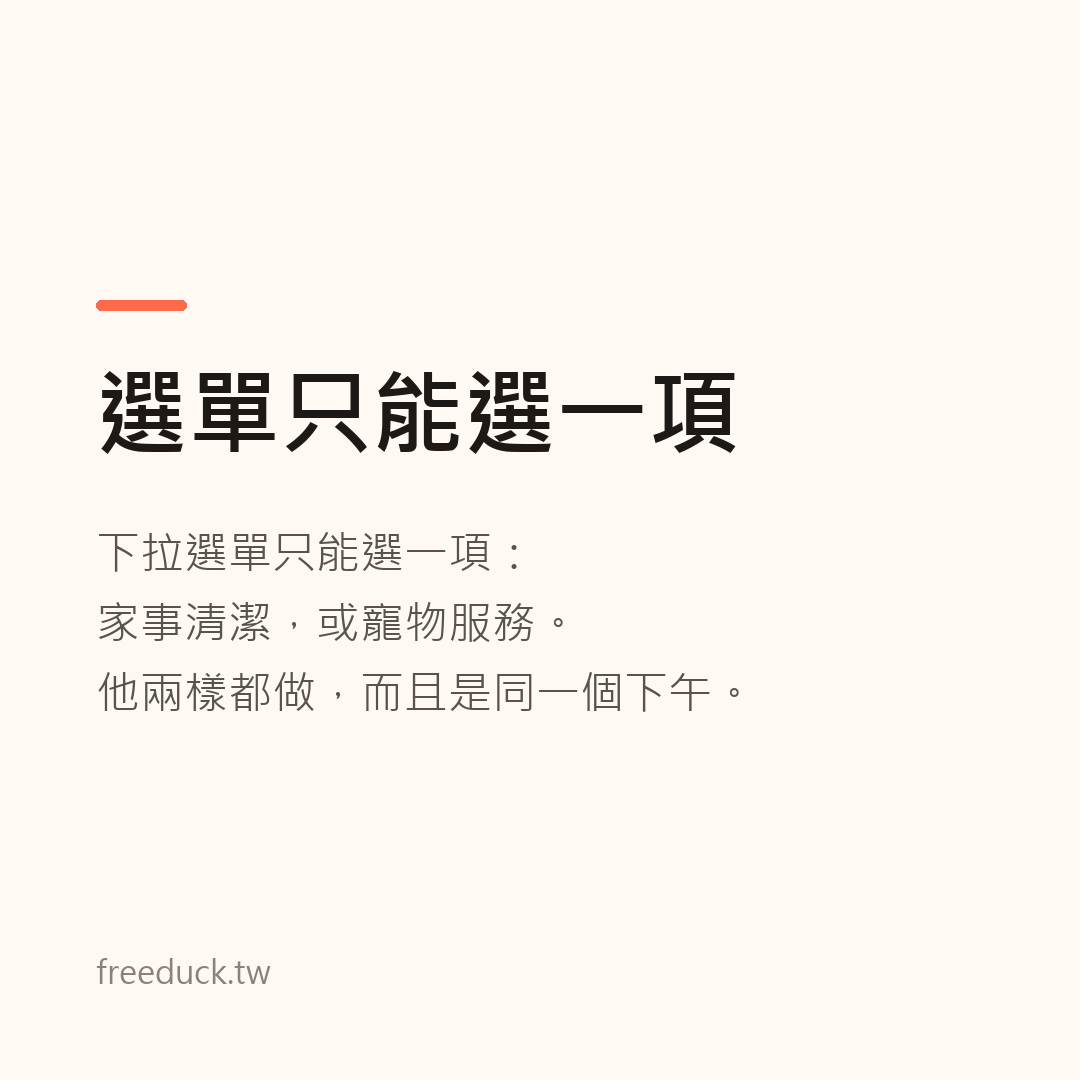 選單只能選一項
下拉選單只能選一項：
家事清潔，或寵物服務。
他兩樣都做，而且是同一個下午。
freeduck.tw